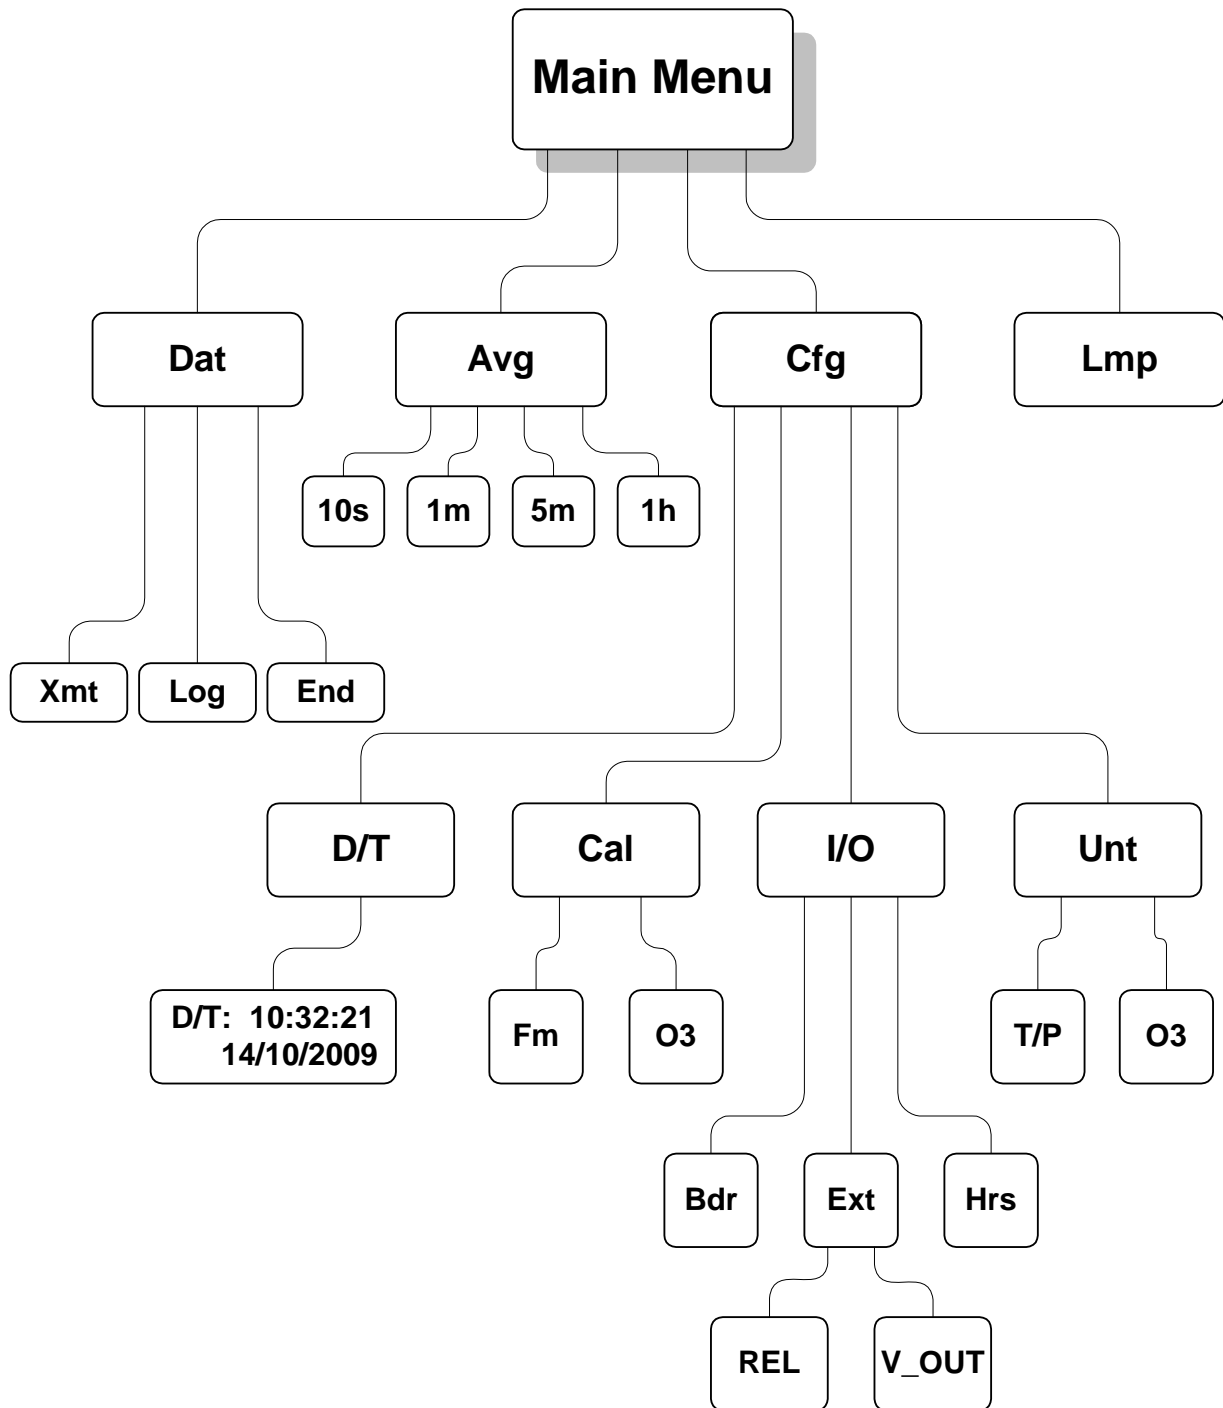 Main Menu
Dat
Avg
Cfg
Lmp
10s
1m
5m
1h
Xmt
Log
End
D/T
Cal
I/O
Unt
D/T: 10:32:21
14/10/2009
Fm
O3
T/P
O3
Bdr
Ext
Hrs
REL
V_OUT